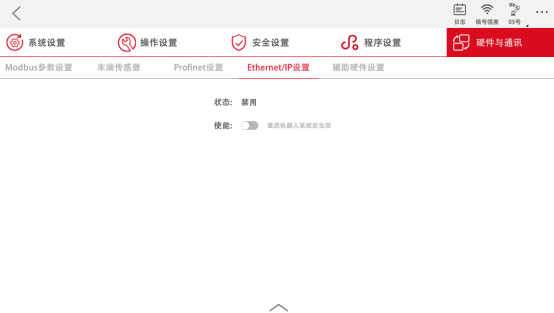 日志 信号强度 05号
系统设置 操作设置 安全设置 程序设置 硬件与通讯
Modbus参数设置 末端传感器 Profinet设置 Ethernet/IP设置 辅助硬件设置
状态: 禁用
使能: 重启机器人系统后生效